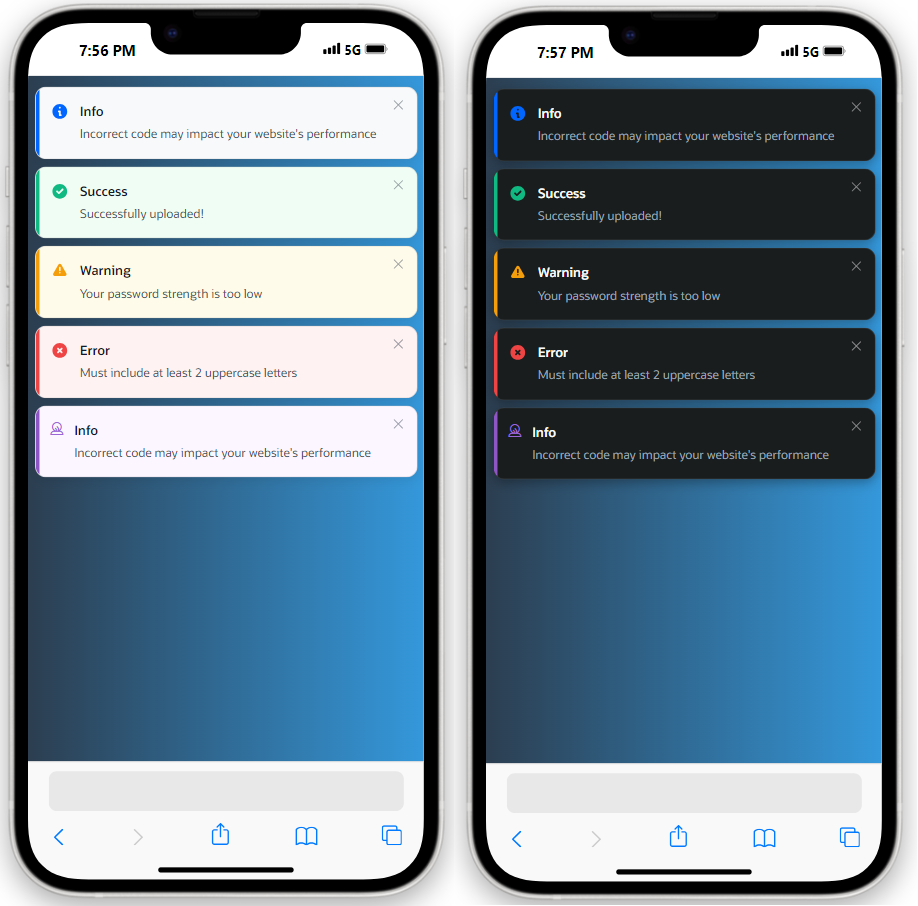 7:56 PM 5G
Info
Incorrect code may impact your website's performance
Success
Successfully uploaded!
Warning
Your password strength is too low
Error
Must include at least 2 uppercase letters
Info
Incorrect code may impact your website's performance
7:57 PM 5G
Info
Incorrect code may impact your website's performance
Success
Successfully uploaded!
Warning
Your password strength is too low
Error
Must include at least 2 uppercase letters
Info
Incorrect code may impact your website's performance